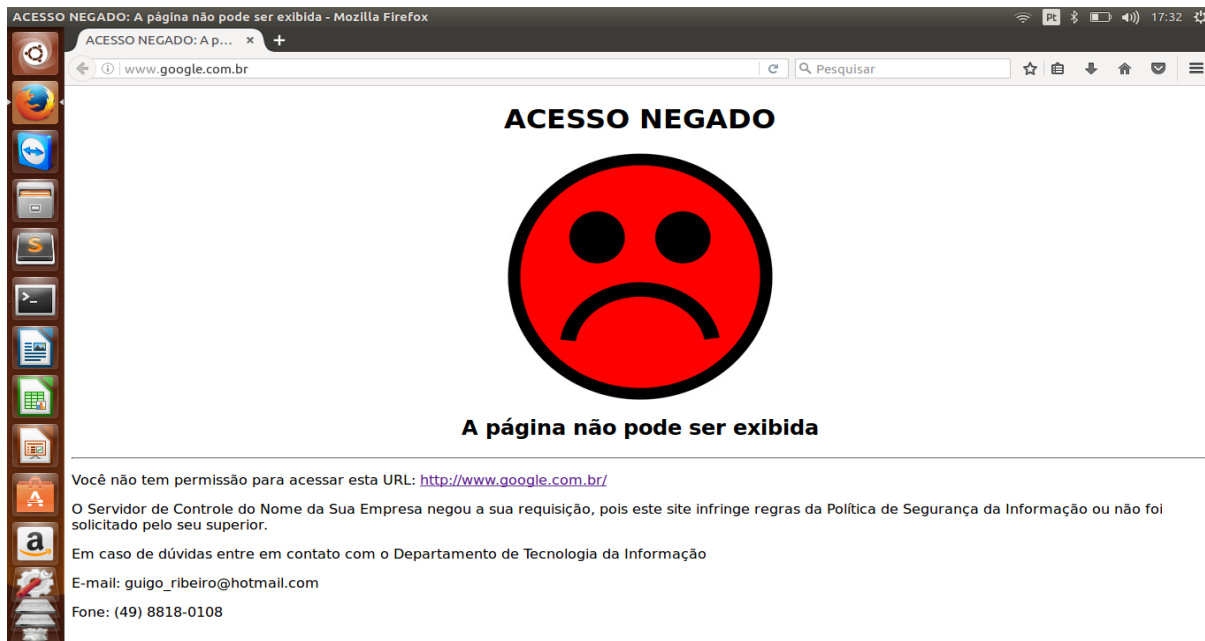 ACESSO NEGADO: A página não pode ser exibida - Mozilla Firefox
Pt
17:32
ACESSO NEGADO: A p...
www.google.com.br
Pesquisar
ACESSO NEGADO
A página não pode ser exibida
Você não tem permissão para acessar esta URL: http://www.google.com.br/
O Servidor de Controle do Nome da Sua Empresa negou a sua requisição, pois este site infringe regras da Política de Segurança da Informação ou não foi
solicitado pelo seu superior.
Em caso de dúvidas entre em contato com o Departamento de Tecnologia da Informação
E-mail: guigo_ribeiro@hotmail.com
Fone: (49) 8818-0108